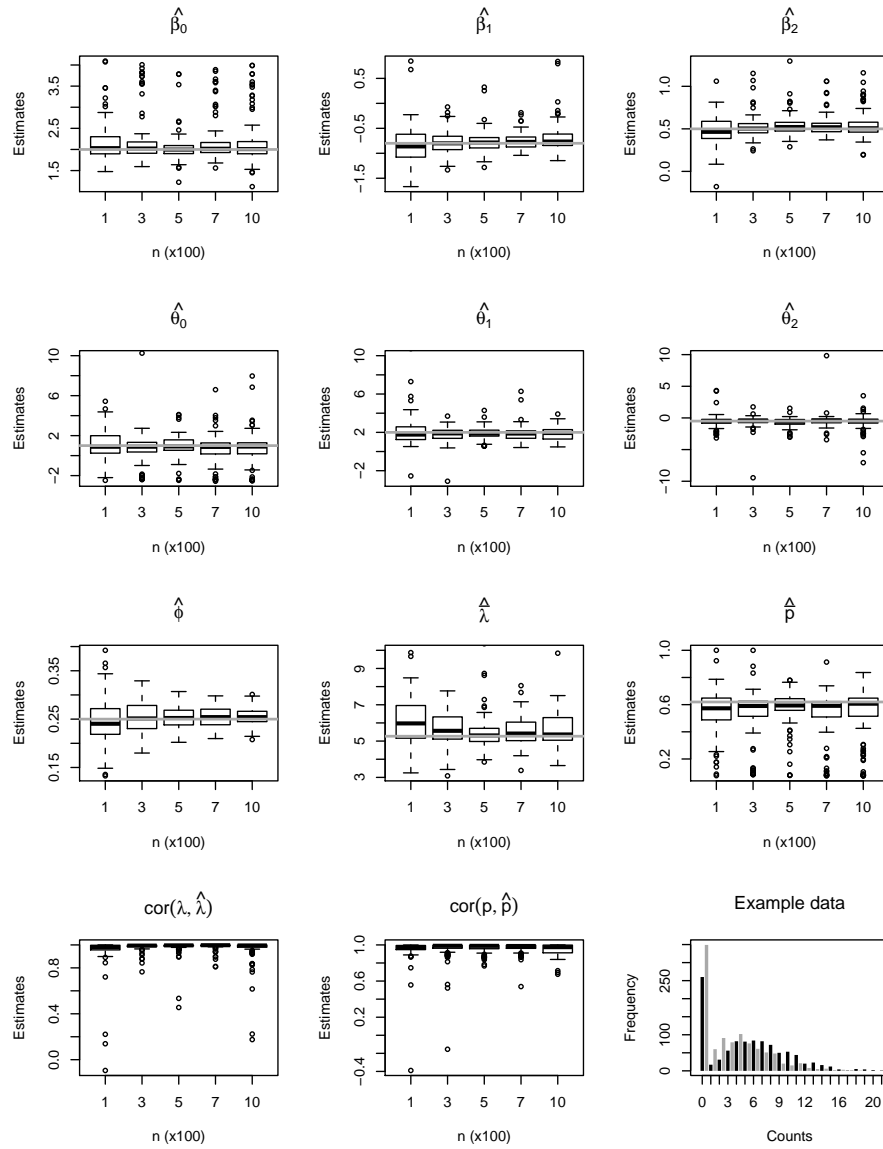 β̂₀
Estimates
1.5 2.5 3.5
1 3 5 7 10
n (x100)
β̂₁
Estimates
−1.5 −0.5 0.5
1 3 5 7 10
n (x100)
β̂₂
Estimates
0.0 0.5 1.0
1 3 5 7 10
n (x100)
θ̂₀
Estimates
−2 2 6 10
1 3 5 7 10
n (x100)
θ̂₁
Estimates
−2 2 6 10
1 3 5 7 10
n (x100)
θ̂₂
Estimates
−10 0 5 10
1 3 5 7 10
n (x100)
ϕ̂
Estimates
0.15 0.25 0.35
1 3 5 7 10
n (x100)
λ̂̄
Estimates
3 5 7 9
1 3 5 7 10
n (x100)
p̂̄
Estimates
0.2 0.6 1.0
1 3 5 7 10
n (x100)
cor(λ, λ̂)
Estimates
0.0 0.4 0.8
1 3 5 7 10
n (x100)
cor(p, p̂)
Estimates
−0.4 0.2 0.6 1.0
1 3 5 7 10
n (x100)
Example data
Frequency
0 100 250
0 3 6 9 12 16 20
Counts